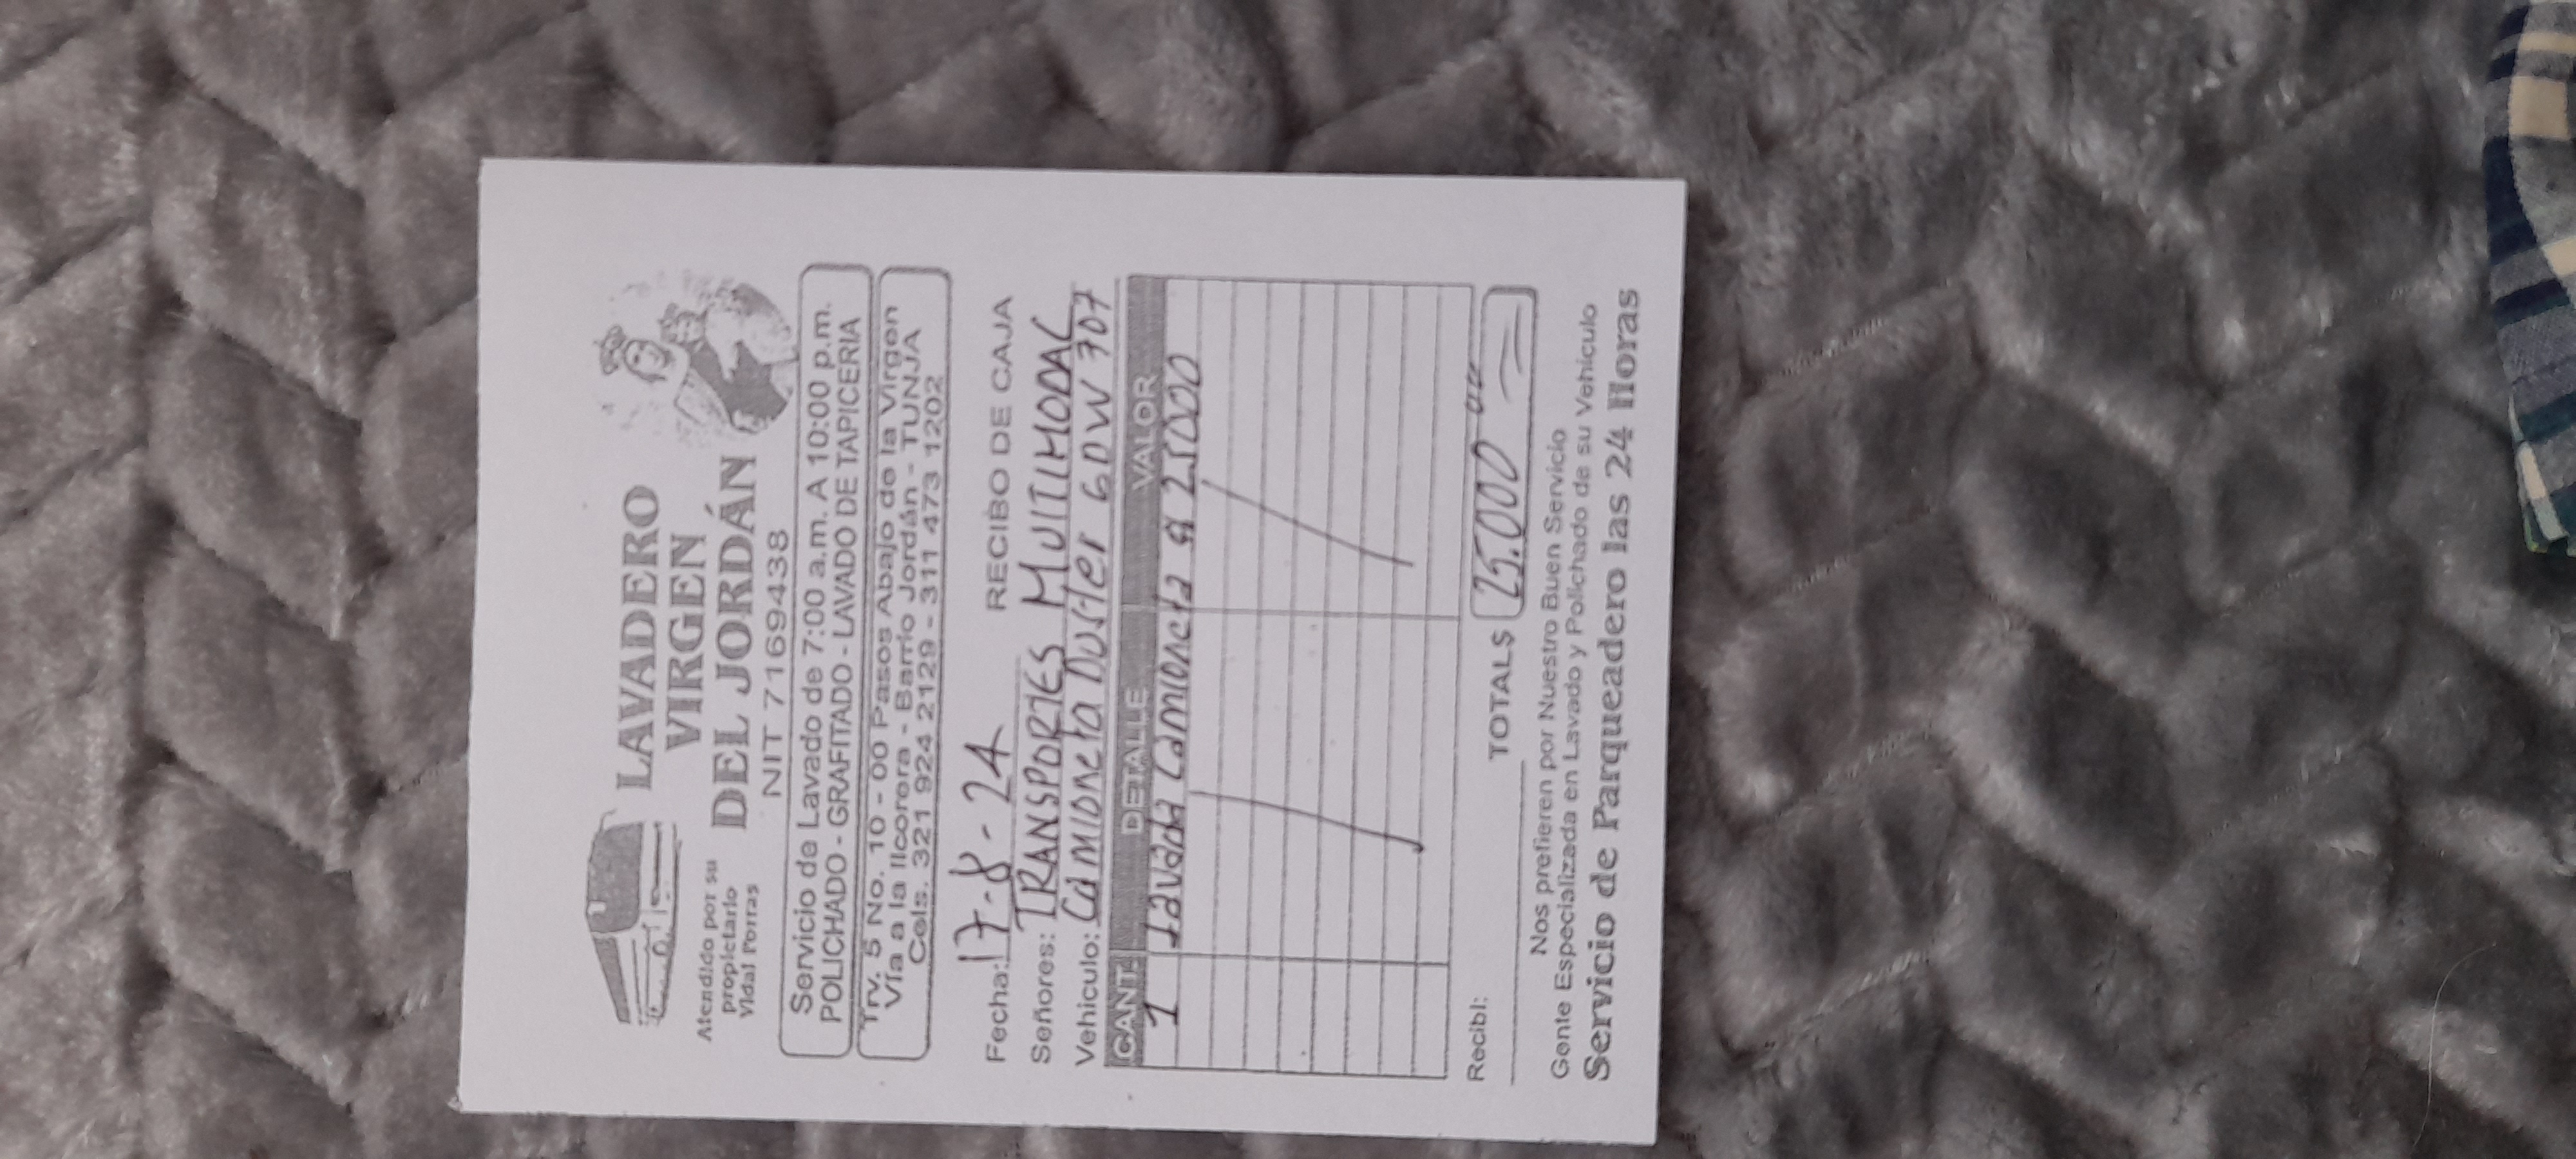 LAVADERO
VIRGEN
DEL JORDÁN
Atendido por su
propietario
Vidal Porras
NIT 7169438
Servicio de Lavado de 7:00 a.m. A 10:00 p.m.
POLICHADO - GRAFITADO - LAVADO DE TAPICERIA
Trv. 5 No. 10 - 00 Pasos Abajo de la Virgen
Vía a la licorera - Barrio Jordán - TUNJA
Cels. 321 924 2129 - 311 473 1202
Fecha: 17-8-24 RECIBO DE CAJA
Señores: TRANSPORTES MUlTIMODAL
Vehiculo: Camioneta Duster GDW 707
CANT. DETALLE VALOR
1 Lavada Camioneta a 25000
Recibí: TOTAL $ 25.000 00
Nos prefieren por Nuestro Buen Servicio
Gente Especializada en Lavado y Polichado de su Vehículo
Servicio de Parqueadero las 24 Horas